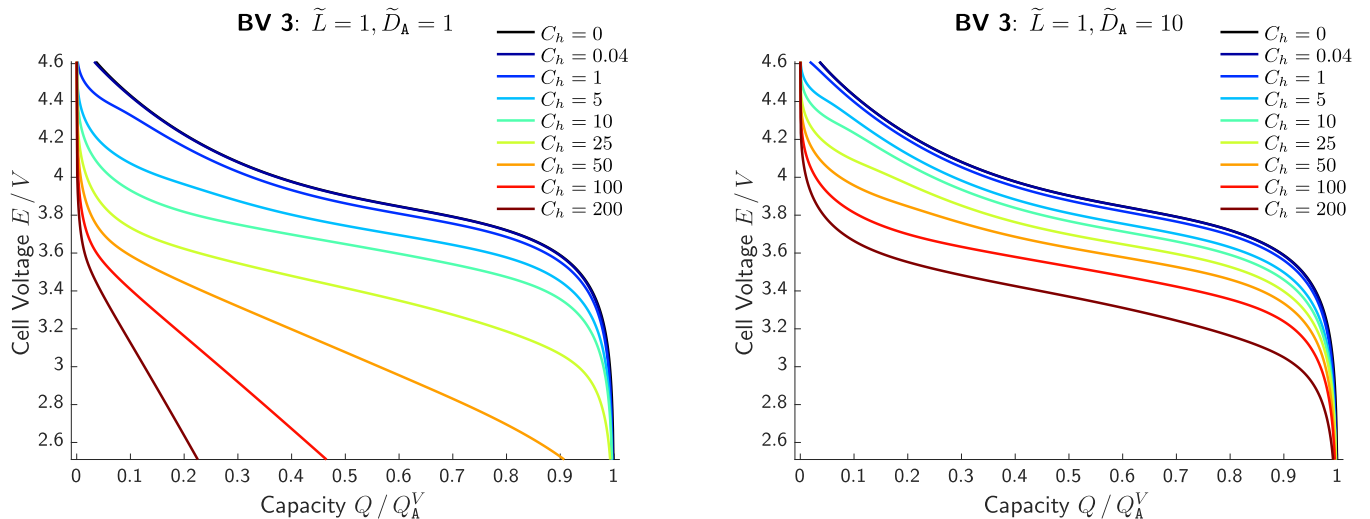 BV 3: L̃ = 1, D̃_A = 1
C_h = 0
C_h = 0.04
C_h = 1
C_h = 5
C_h = 10
C_h = 25
C_h = 50
C_h = 100
C_h = 200
4.6
4.4
4.2
4
3.8
3.6
3.4
3.2
3
2.8
2.6
Cell Voltage E / V
0 0.1 0.2 0.3 0.4 0.5 0.6 0.7 0.8 0.9 1
Capacity Q / Q_A^V
BV 3: L̃ = 1, D̃_A = 10
C_h = 0
C_h = 0.04
C_h = 1
C_h = 5
C_h = 10
C_h = 25
C_h = 50
C_h = 100
C_h = 200
4.6
4.4
4.2
4
3.8
3.6
3.4
3.2
3
2.8
2.6
Cell Voltage E / V
0 0.1 0.2 0.3 0.4 0.5 0.6 0.7 0.8 0.9 1
Capacity Q / Q_A^V